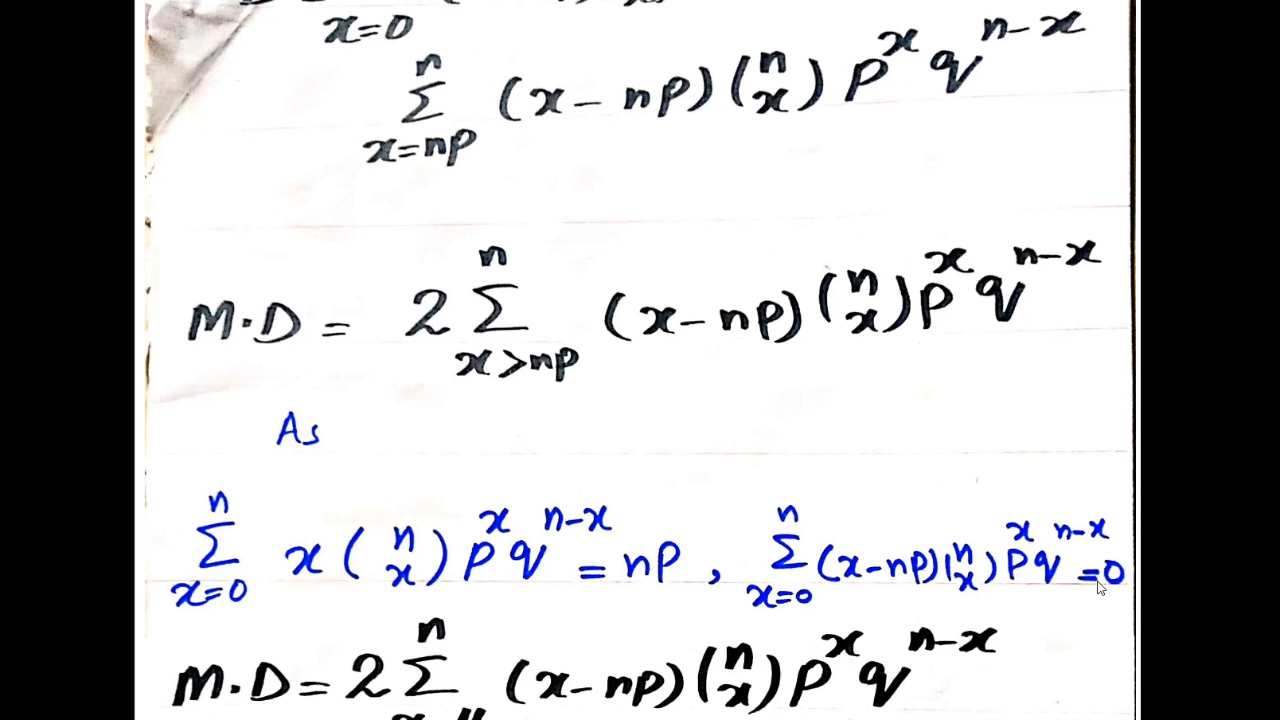 x=0
n
Σ (x - np) (n x) p^x q^{n-x}
x=np
n
M.D = 2 Σ (x - np) (n x) p^x q^{n-x}
x>np
As
n n
Σ x (n x) p^x q^{n-x} = np , Σ (x-np) (n x) p^x q^{n-x} = 0
x=0 x=0
n
M.D = 2 Σ (x - np) (n x) p^x q^{n-x}